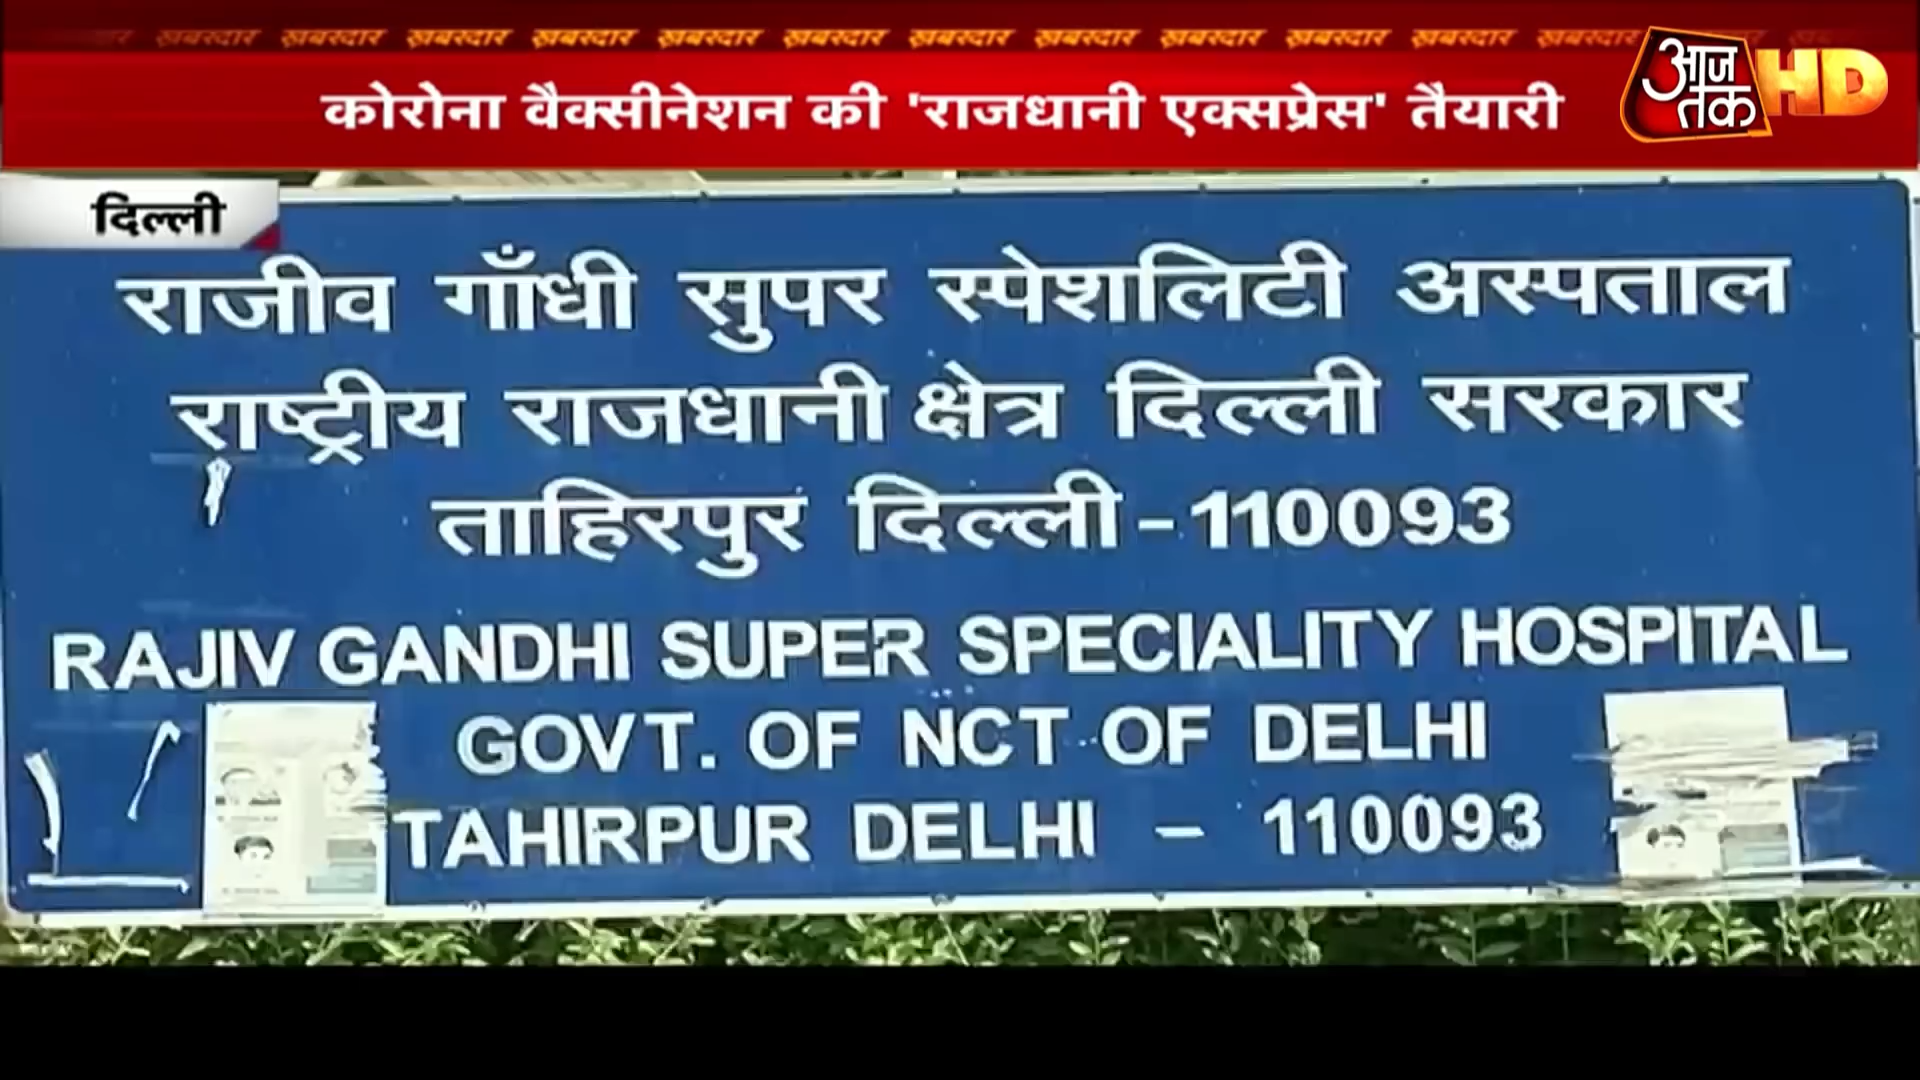 ख़बरदार ख़बरदार ख़बरदार ख़बरदार ख़बरदार ख़बरदार ख़बरदार ख़बरदार ख़बरदार ख़बरदार ख़बरदार ख़बरदार
आज तक HD
कोरोना वैक्सीनेशन की 'राजधानी एक्सप्रेस' तैयारी
दिल्ली
राजीव गाँधी सुपर स्पेशलिटी अस्पताल
राष्ट्रीय राजधानी क्षेत्र दिल्ली सरकार
ताहिरपुर दिल्ली - 110093
RAJIV GANDHI SUPER SPECIALITY HOSPITAL
GOVT. OF NCT OF DELHI
TAHIRPUR DELHI - 110093